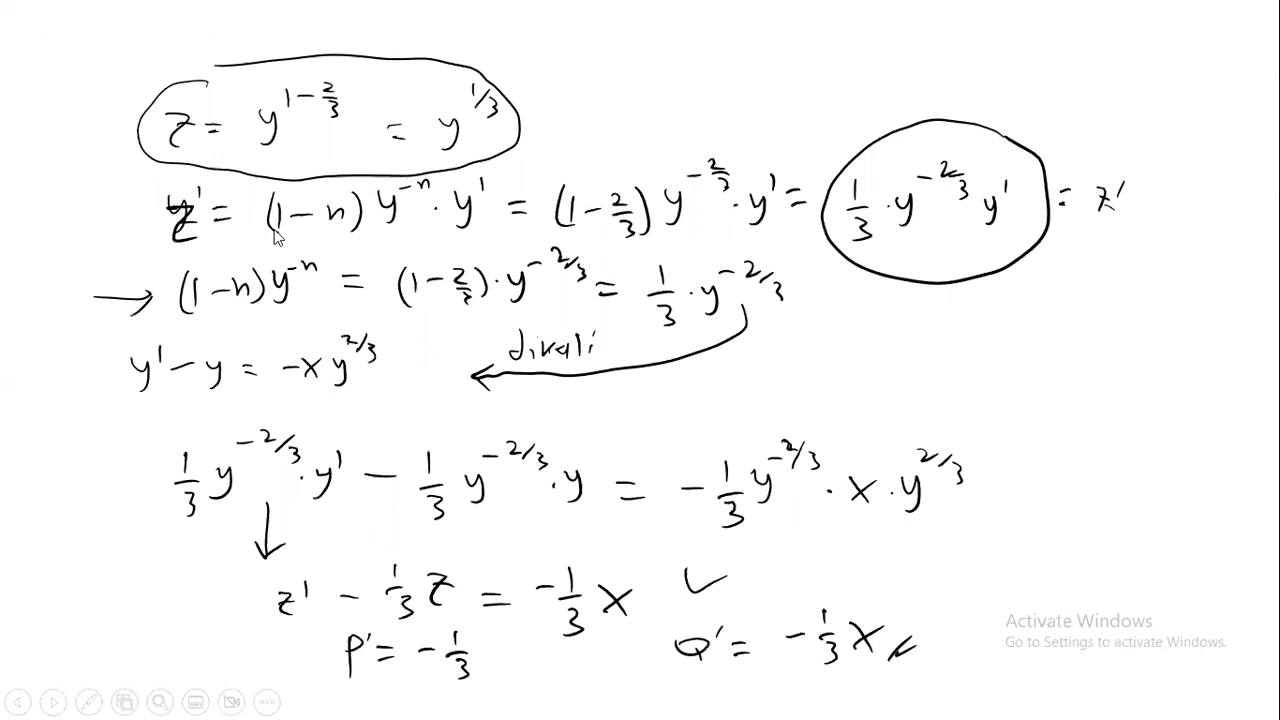 z = y^{1-2/3} = y^{1/3}
z' = (1-n) y^{-n} · y' = (1-2/3) y^{-2/3} · y' = 1/3 · y^{-2/3} y' = z'
→ (1-n) y^{-n} = (1-2/3) · y^{-2/3} = 1/3 · y^{-2/3}
dikali
y' - y = -x y^{2/3}
1/3 y^{-2/3} · y' - 1/3 y^{-2/3} · y = -1/3 y^{-2/3} · x · y^{2/3}
z' - 1/3 z = -1/3 x ✓
P' = -1/3 Q' = -1/3 x
Activate Windows
Go to Settings to activate Windows.